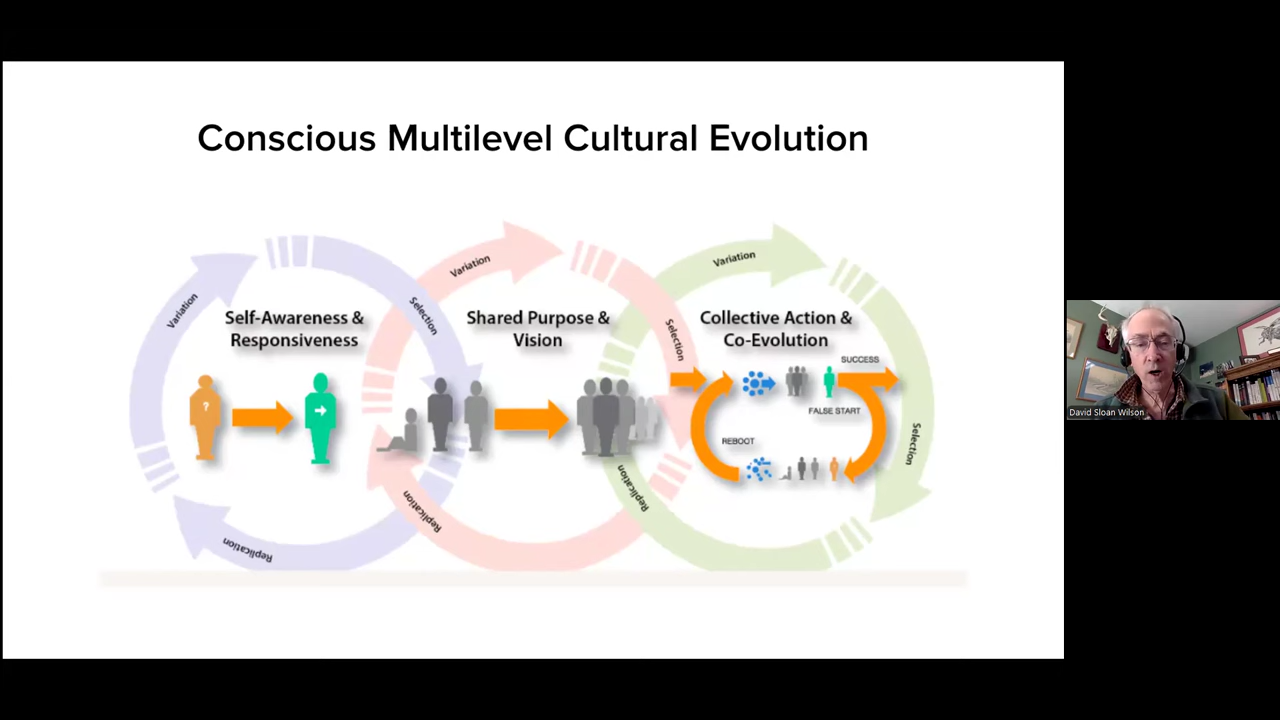 Conscious Multilevel Cultural Evolution
Variation
Selection
Replication
Self-Awareness &
Responsiveness
?
Variation
Selection
Replication
Shared Purpose &
Vision
Variation
Selection
Replication
Collective Action &
Co-Evolution
SUCCESS
FALSE START
REBOOT
David Sloan Wilson